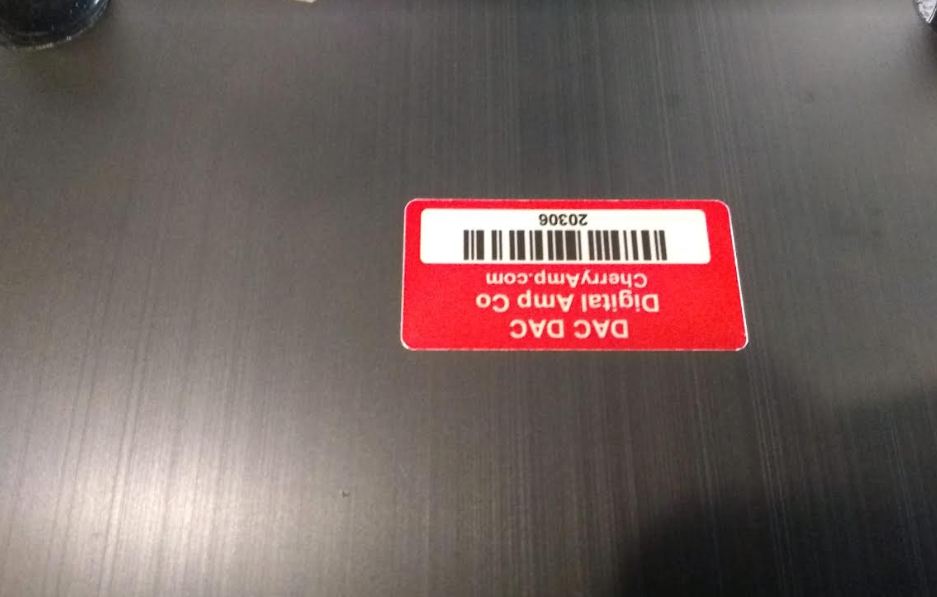 DAC DAC
Digital Amp Co
CherryAmp.com
20306